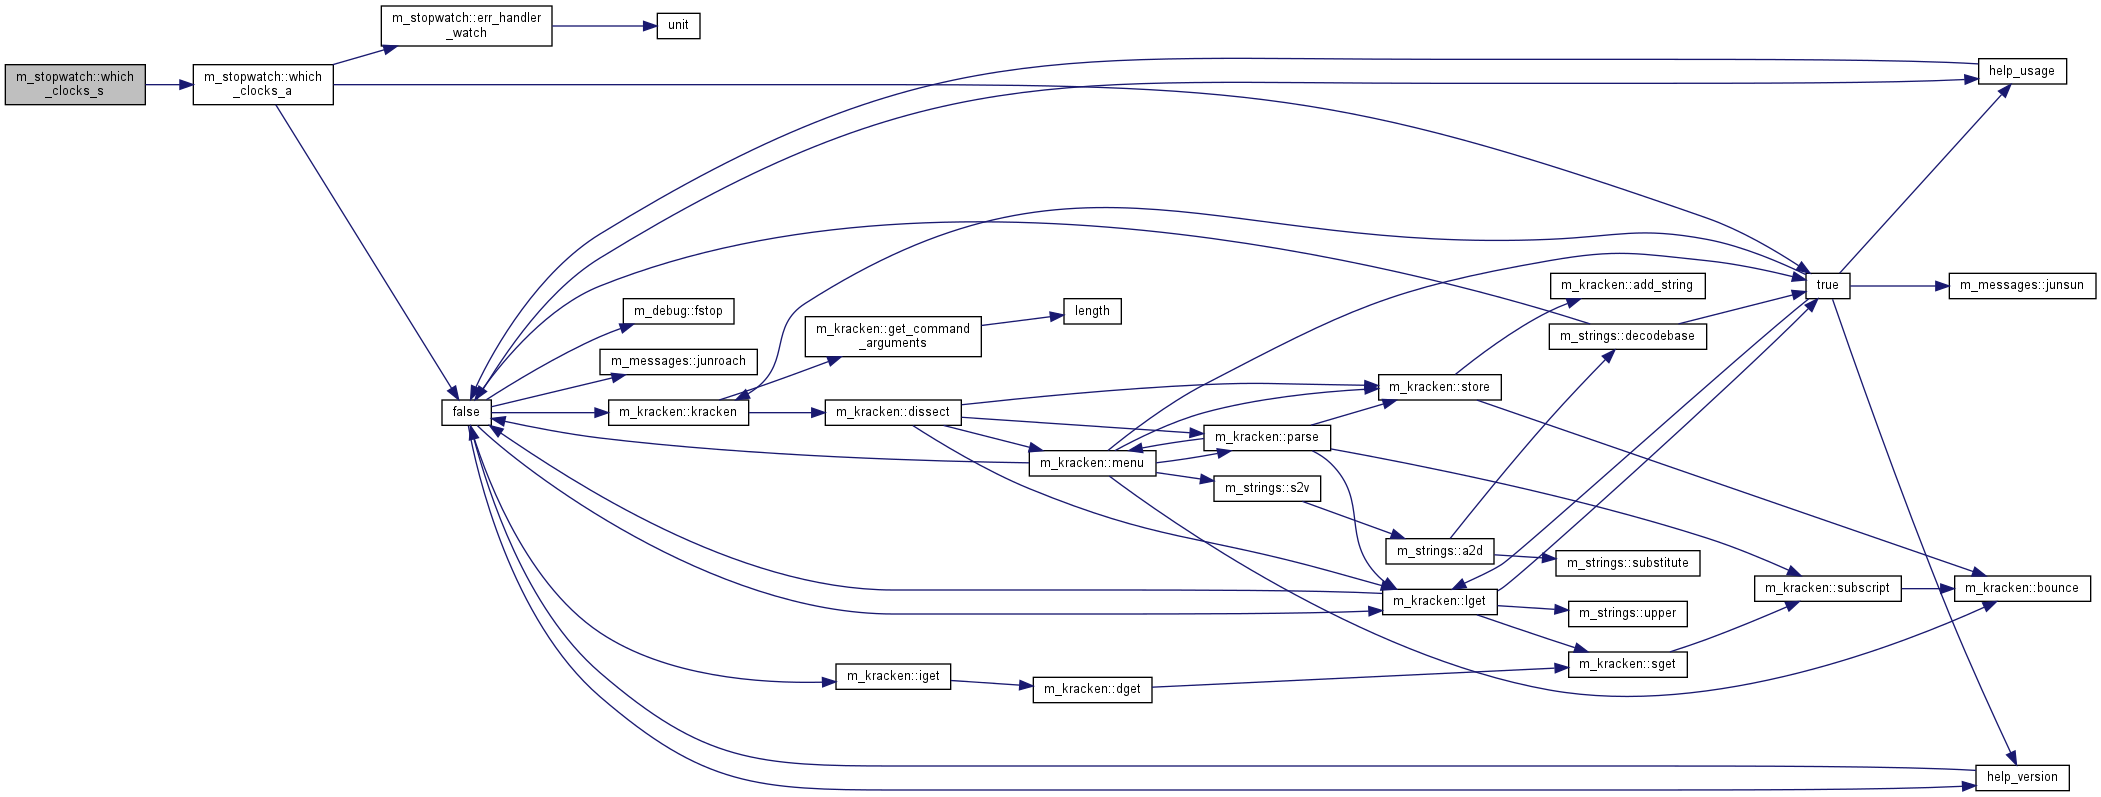 m_stopwatch::which
_clocks_s
m_stopwatch::which
_clocks_a
m_stopwatch::err_handler
_watch
unit
false
m_debug::fstop
m_messages::junroach
m_kracken::kracken
m_kracken::iget
m_kracken::get_command
_arguments
m_kracken::dissect
length
m_kracken::menu
m_kracken::dget
m_kracken::parse
m_strings::s2v
m_kracken::store
m_strings::a2d
m_kracken::lget
m_kracken::add_string
m_strings::decodebase
m_strings::substitute
m_strings::upper
m_kracken::sget
true
m_kracken::subscript
help_usage
m_messages::junsun
m_kracken::bounce
help_version